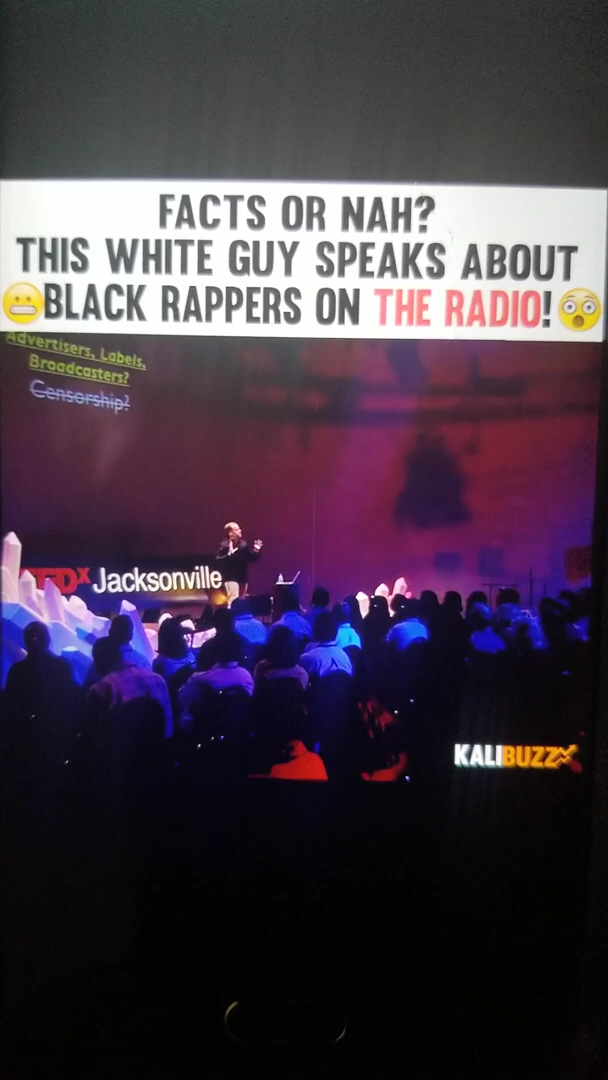 FACTS OR NAH?
THIS WHITE GUY SPEAKS ABOUT
BLACK RAPPERS ON THE RADIO!
Advertisers, Labels,
Broadcasters?
Censorship?
TEDx Jacksonville
KALIBUZZ